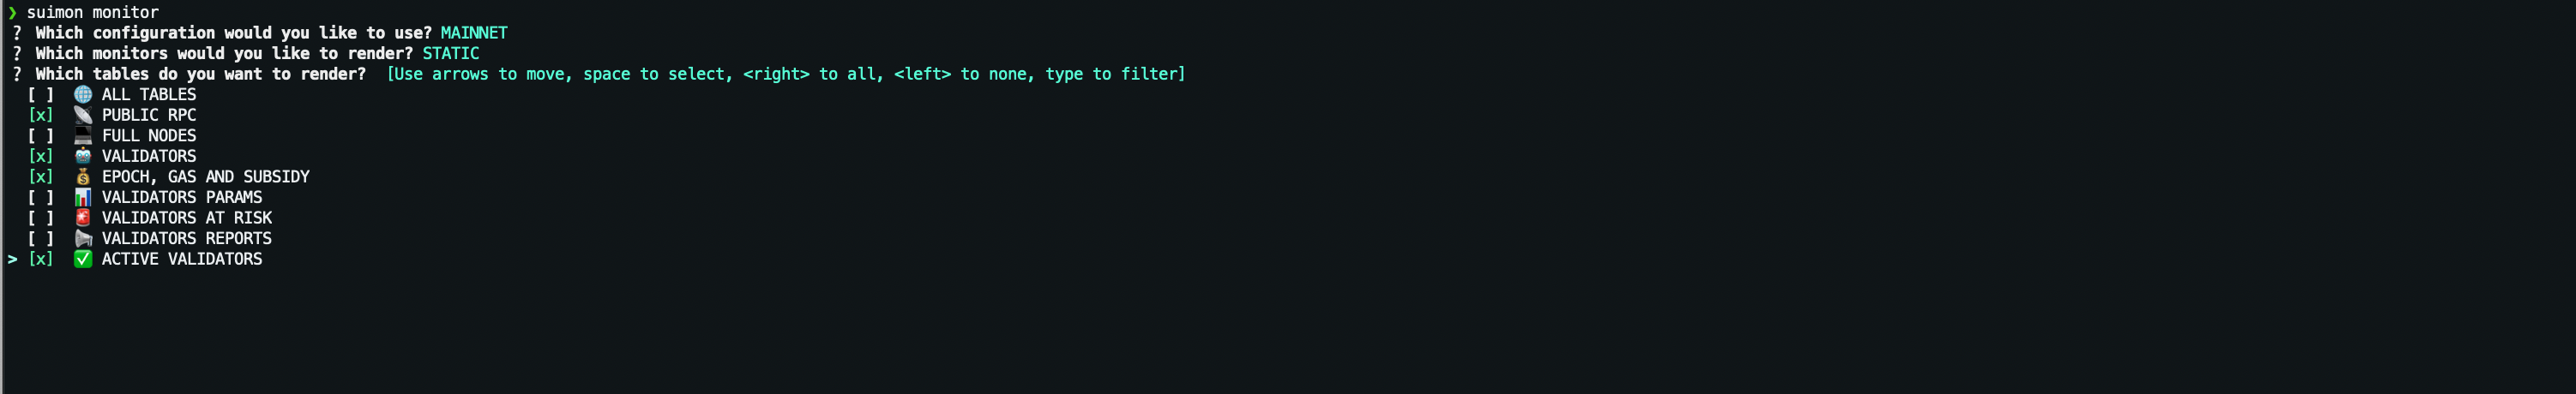 ❯ suimon monitor
? Which configuration would you like to use? MAINNET
? Which monitors would you like to render? STATIC
? Which tables do you want to render? [Use arrows to move, space to select, <right> to all, <left> to none, type to filter]
[ ] 🌐 ALL TABLES
[x] 📡 PUBLIC RPC
[ ] 💻 FULL NODES
[x] 🤖 VALIDATORS
[x] 💰 EPOCH, GAS AND SUBSIDY
[ ] 📊 VALIDATORS PARAMS
[ ] 🚨 VALIDATORS AT RISK
[ ] 📢 VALIDATORS REPORTS
> [x] ✅ ACTIVE VALIDATORS